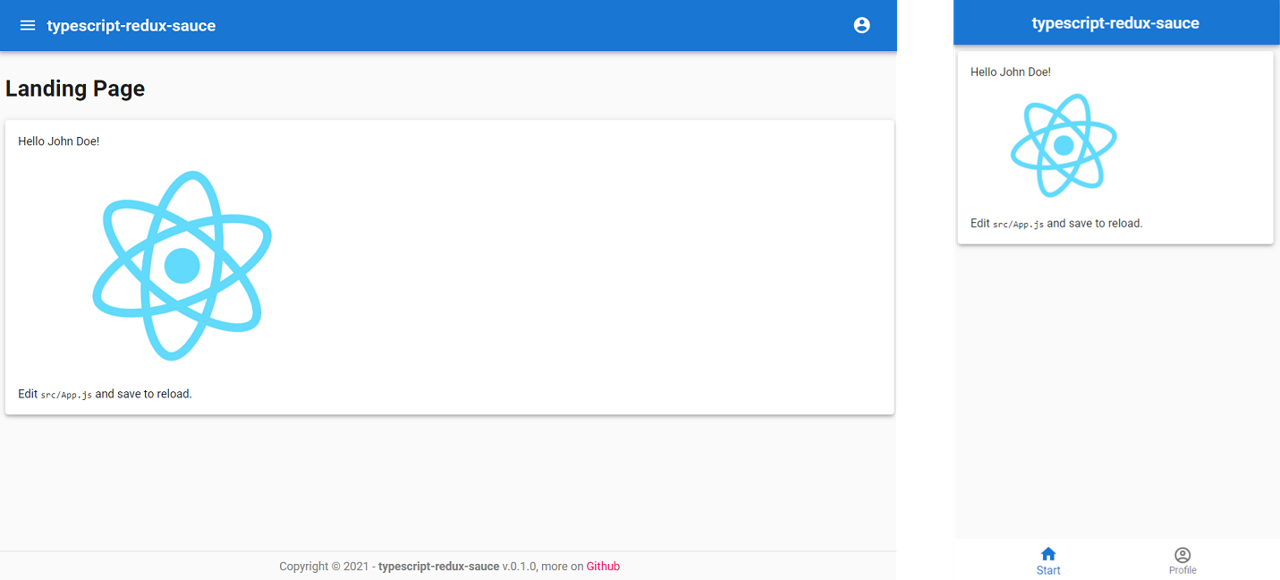 typescript-redux-sauce
Landing Page
Hello John Doe!
Edit src/App.js and save to reload.
Copyright © 2021 - typescript-redux-sauce v.0.1.0, more on Github
typescript-redux-sauce
Hello John Doe!
Edit src/App.js and save to reload.
Start
Profile